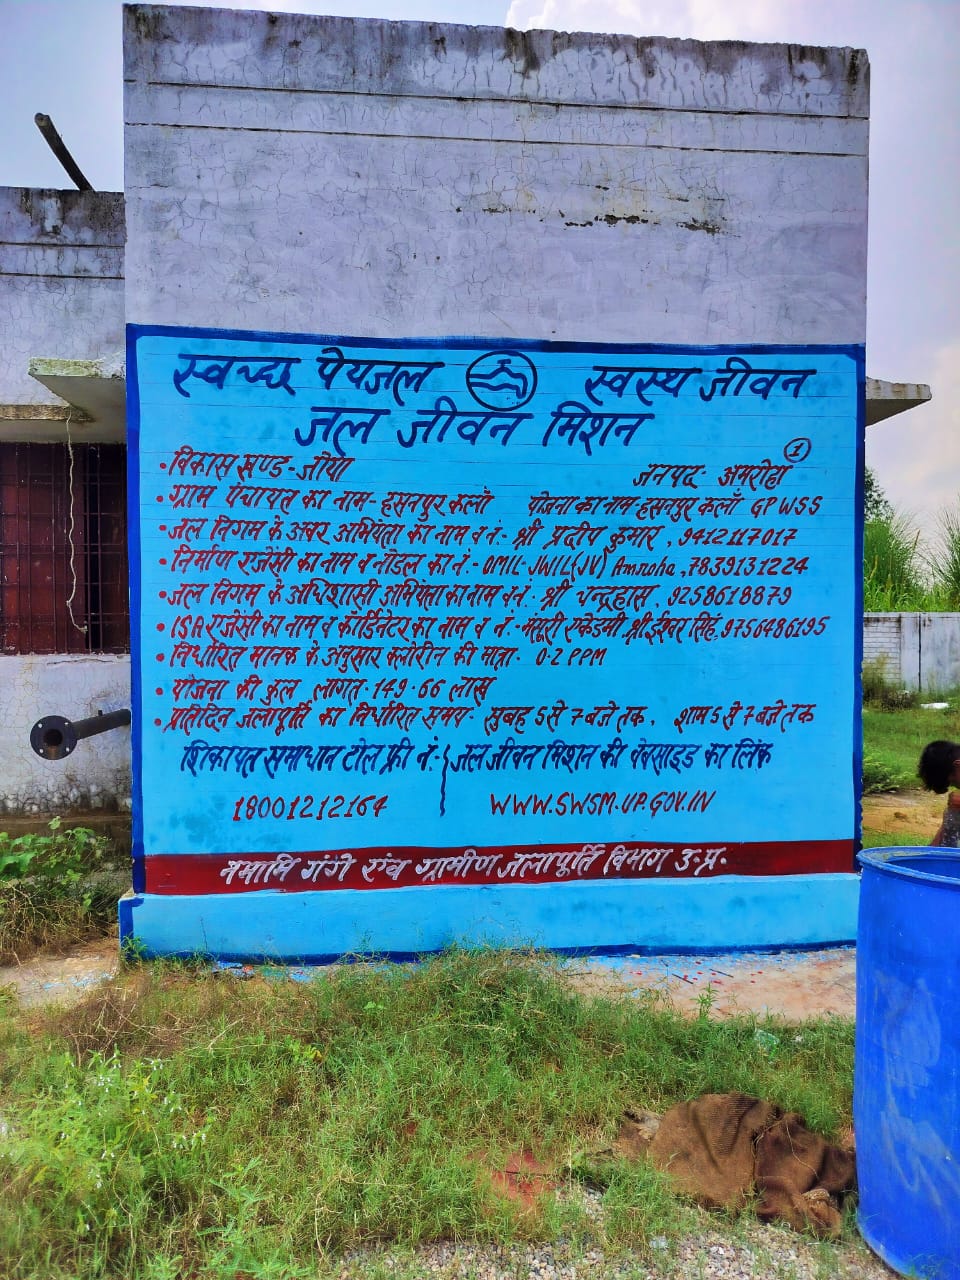 स्वच्छ पेयजल स्वस्थ जीवन
जल जीवन मिशन
1
•विकास खण्ड-जोया जनपद- अमरोहा
•ग्राम पंचायत का नाम-हसनपुर कलाँ योजना का नाम-हसनपुर कलाँ GPWSS
•जल निगम के अवर अभियंता का नाम व नं.-श्री प्रदीप कुमार, 9412117017
•निर्माण एजेंसी का नाम व नोडल का नं.-OMIL-JWIL(JV) Amroha, 7839131224
•जल निगम के अधिशासी अभियंता का नाम व नं.- श्री चन्द्रहास, 9258618879
•ISA एजेंसी का नाम व कॉर्डिनेटर का नाम व नं.-मंसूरी एकेडमी श्री ईश्वर सिंह, 9756486195
•निर्धारित मानक के अनुसार क्लोरीन की मात्रा- 0.2 PPM
•योजना की कुल लागत-149.66 लाख
•प्रतिदिन जलापूर्ति का निर्धारित समय- सुबह 5 से 7 बजे तक, शाम 5 से 7 बजे तक
शिकायत समाधान टोल फ्री नं.:-
18001212164
जल जीवन मिशन की वेबसाइड का लिंक
WWW.SWSM.UP.GOV.IN
नमामि गंगे एंव ग्रामीण जलापूर्ति विभाग उ.प्र.